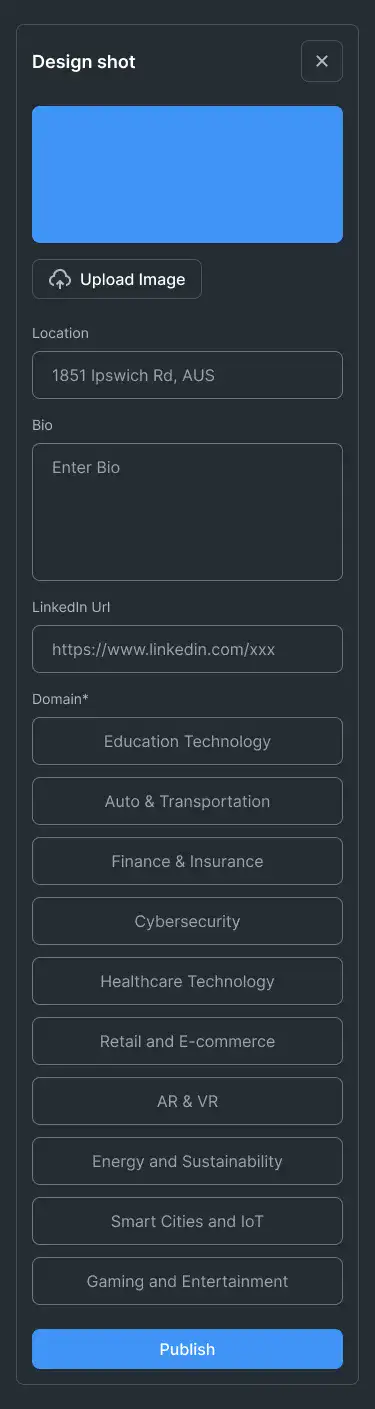 Design shot
Upload Image
Location
1851 Ipswich Rd, AUS
Bio
Enter Bio
LinkedIn Url
https://www.linkedin.com/xxx
Domain*
Education Technology
Auto & Transportation
Finance & Insurance
Cybersecurity
Healthcare Technology
Retail and E-commerce
AR & VR
Energy and Sustainability
Smart Cities and IoT
Gaming and Entertainment
Publish